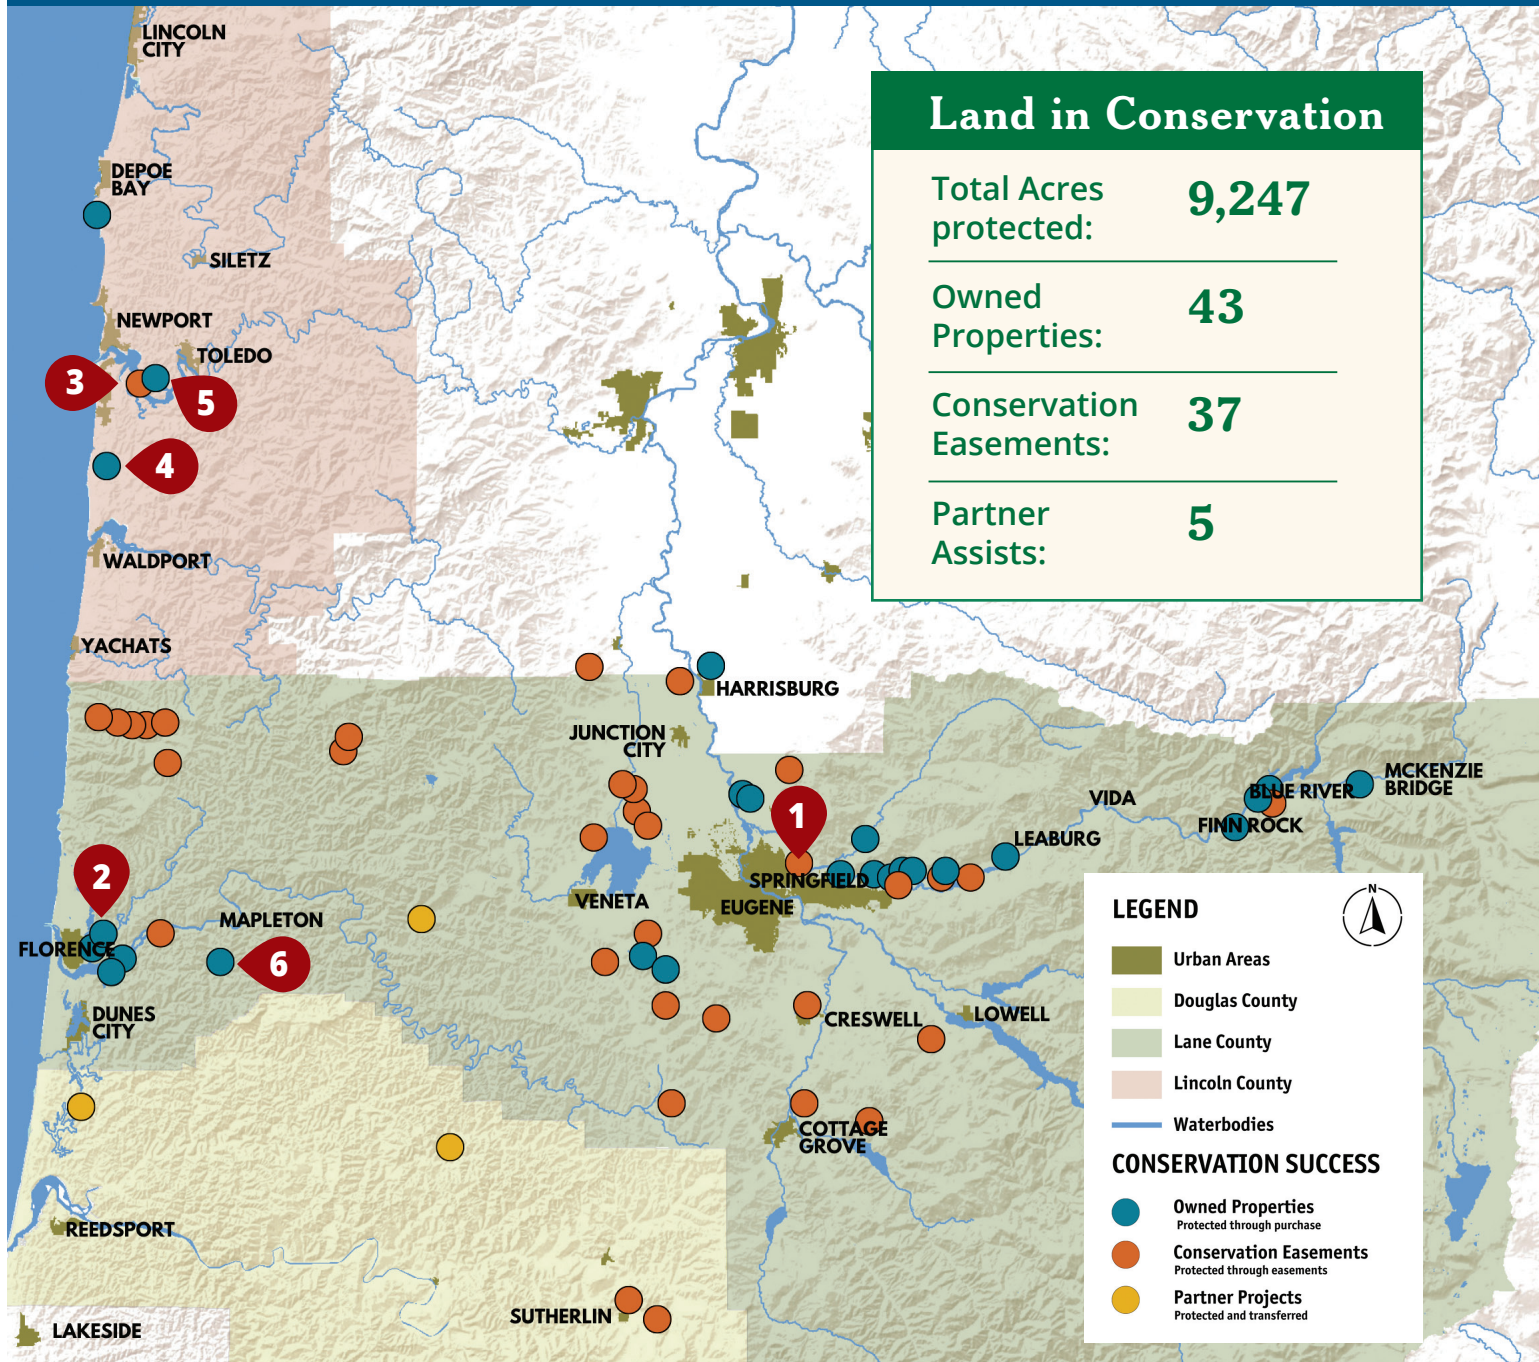 LINCOLN
CITY
DEPOE
BAY
SILETZ
NEWPORT
TOLEDO
3
5
4
WALDPORT
YACHATS
Land in Conservation
Total Acres
protected:
9,247
Owned
Properties:
43
Conservation
Easements:
37
Partner
Assists:
5
HARRISBURG
JUNCTION
CITY
MCKENZIE
BRIDGE
BLUE RIVER
VIDA
FINN ROCK
LEABURG
1
SPRINGFIELD
EUGENE
VENETA
2
MAPLETON
FLORENCE
6
DUNES
CITY
CRESWELL
LOWELL
COTTAGE
GROVE
REEDSPORT
SUTHERLIN
LAKESIDE
LEGEND
N
Urban Areas
Douglas County
Lane County
Lincoln County
Waterbodies
CONSERVATION SUCCESS
Owned Properties
Protected through purchase
Conservation Easements
Protected through easements
Partner Projects
Protected and transferred